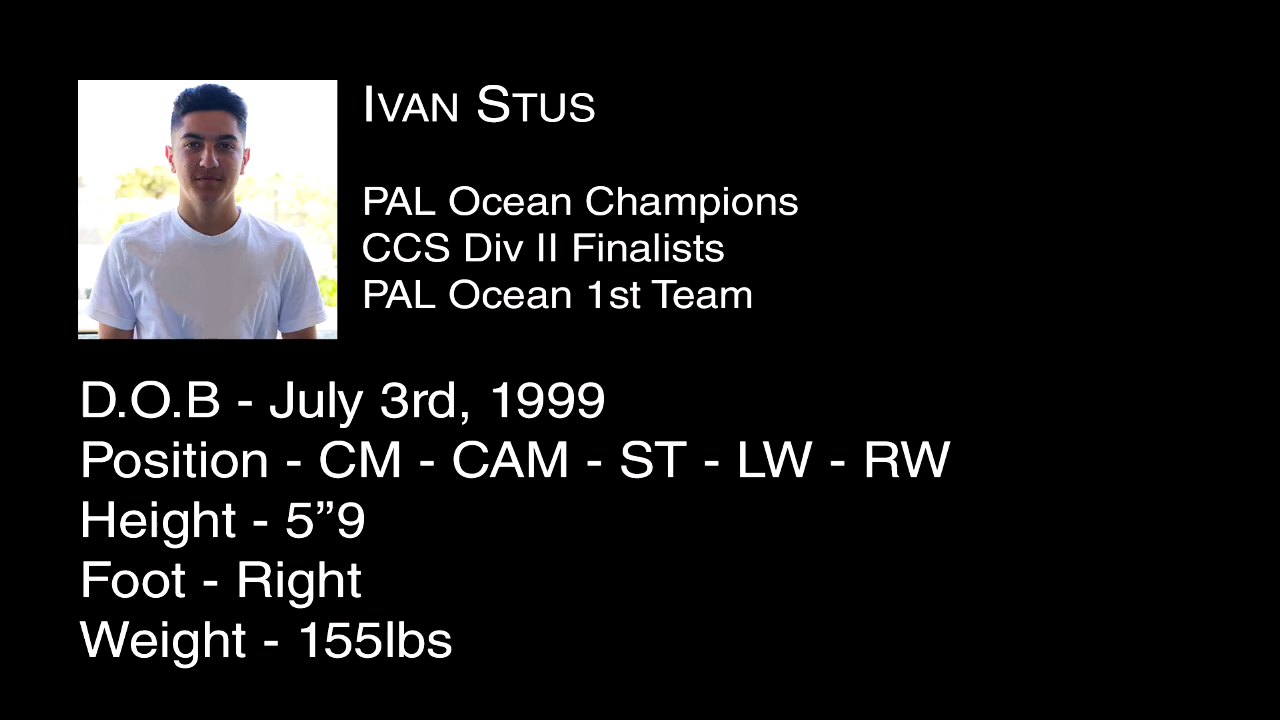 Ivan Stus
PAL Ocean Champions
CCS Div II Finalists
PAL Ocean 1st Team
D.O.B - July 3rd, 1999
Position - CM - CAM - ST - LW - RW
Height - 5”9
Foot - Right
Weight - 155lbs